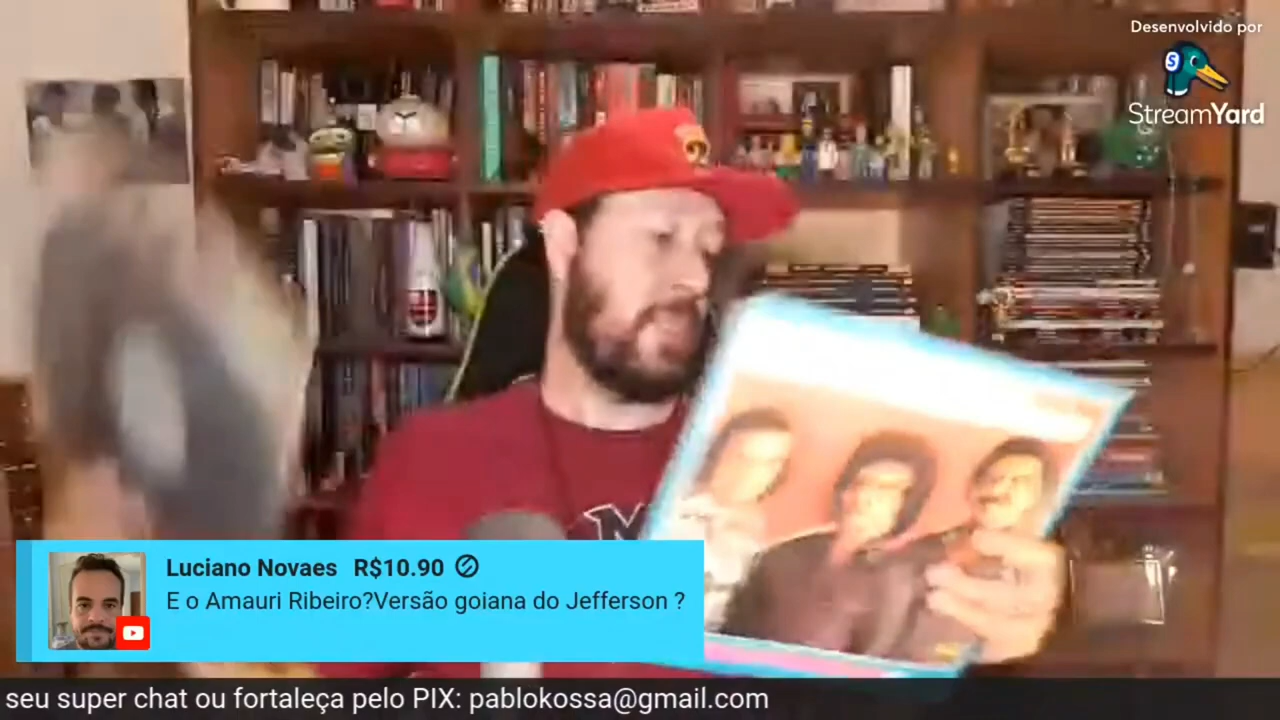 Desenvolvido por
StreamYard
Luciano Novaes R$10.90
E o Amauri Ribeiro?Versão goiana do Jefferson ?
seu super chat ou fortaleça pelo PIX: pablokossa@gmail.com